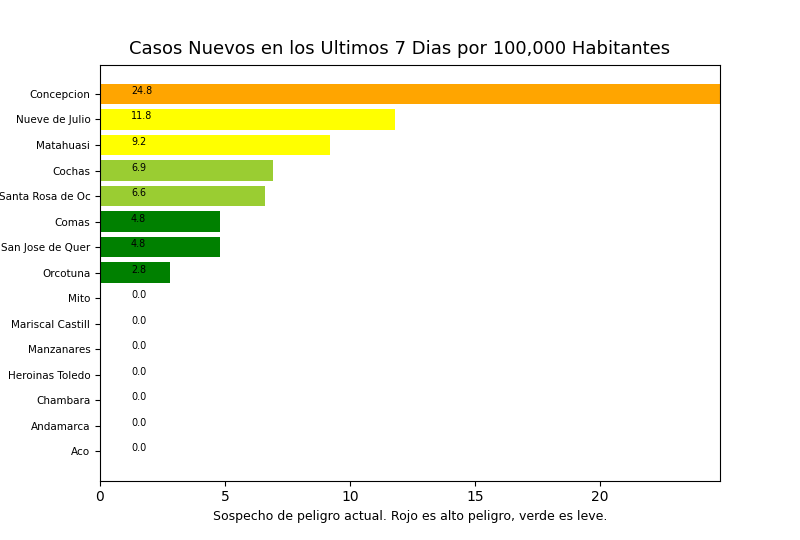 Casos Nuevos en los Ultimos 7 Dias por 100,000 Habitantes
Concepcion 24.8
Nueve de Julio 11.8
Matahuasi 9.2
Cochas 6.9
Santa Rosa de Oc 6.6
Comas 4.8
San Jose de Quer 4.8
Orcotuna 2.8
Mito 0.0
Mariscal Castill 0.0
Manzanares 0.0
Heroinas Toledo 0.0
Chambara 0.0
Andamarca 0.0
Aco 0.0
0 5 10 15 20
Sospecho de peligro actual. Rojo es alto peligro, verde es leve.